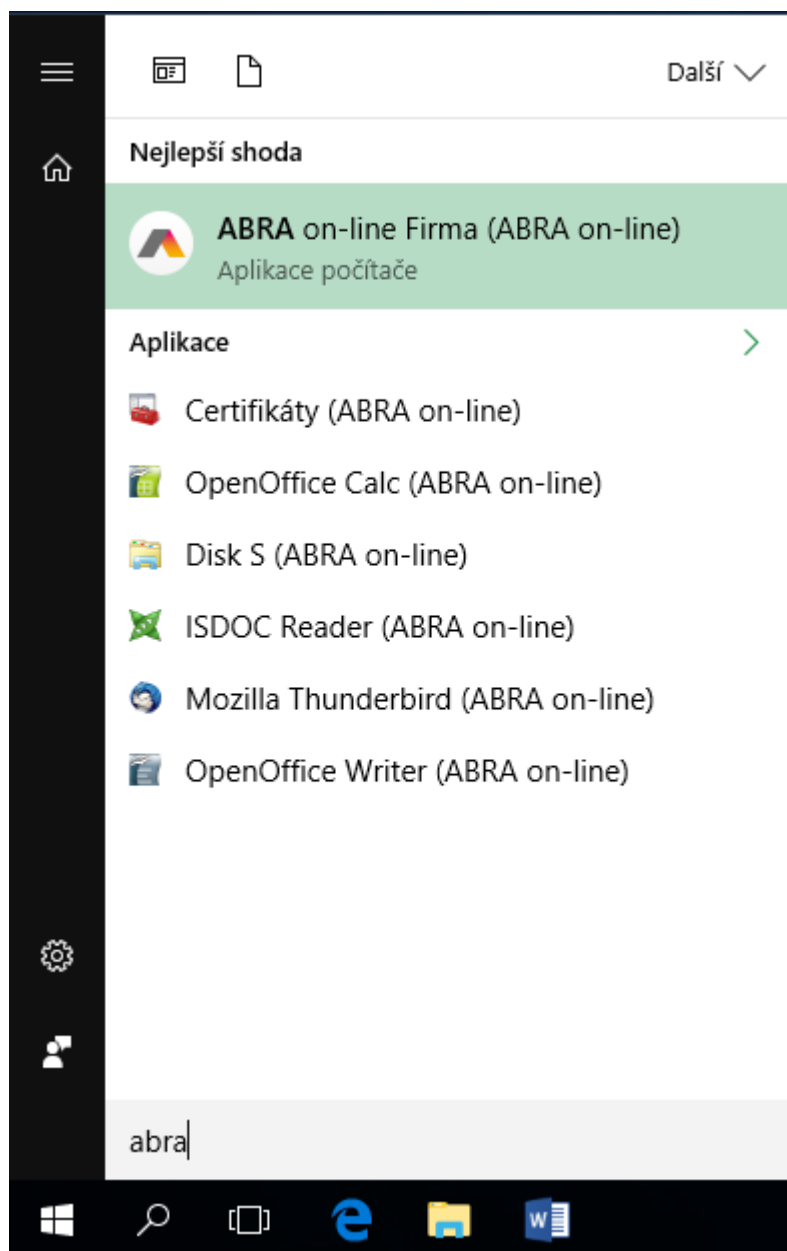 Další
Nejlepší shoda
ABRA on-line Firma (ABRA on-line)
Aplikace počítače
Aplikace
Certifikáty (ABRA on-line)
OpenOffice Calc (ABRA on-line)
Disk S (ABRA on-line)
ISDOC Reader (ABRA on-line)
Mozilla Thunderbird (ABRA on-line)
OpenOffice Writer (ABRA on-line)
abra